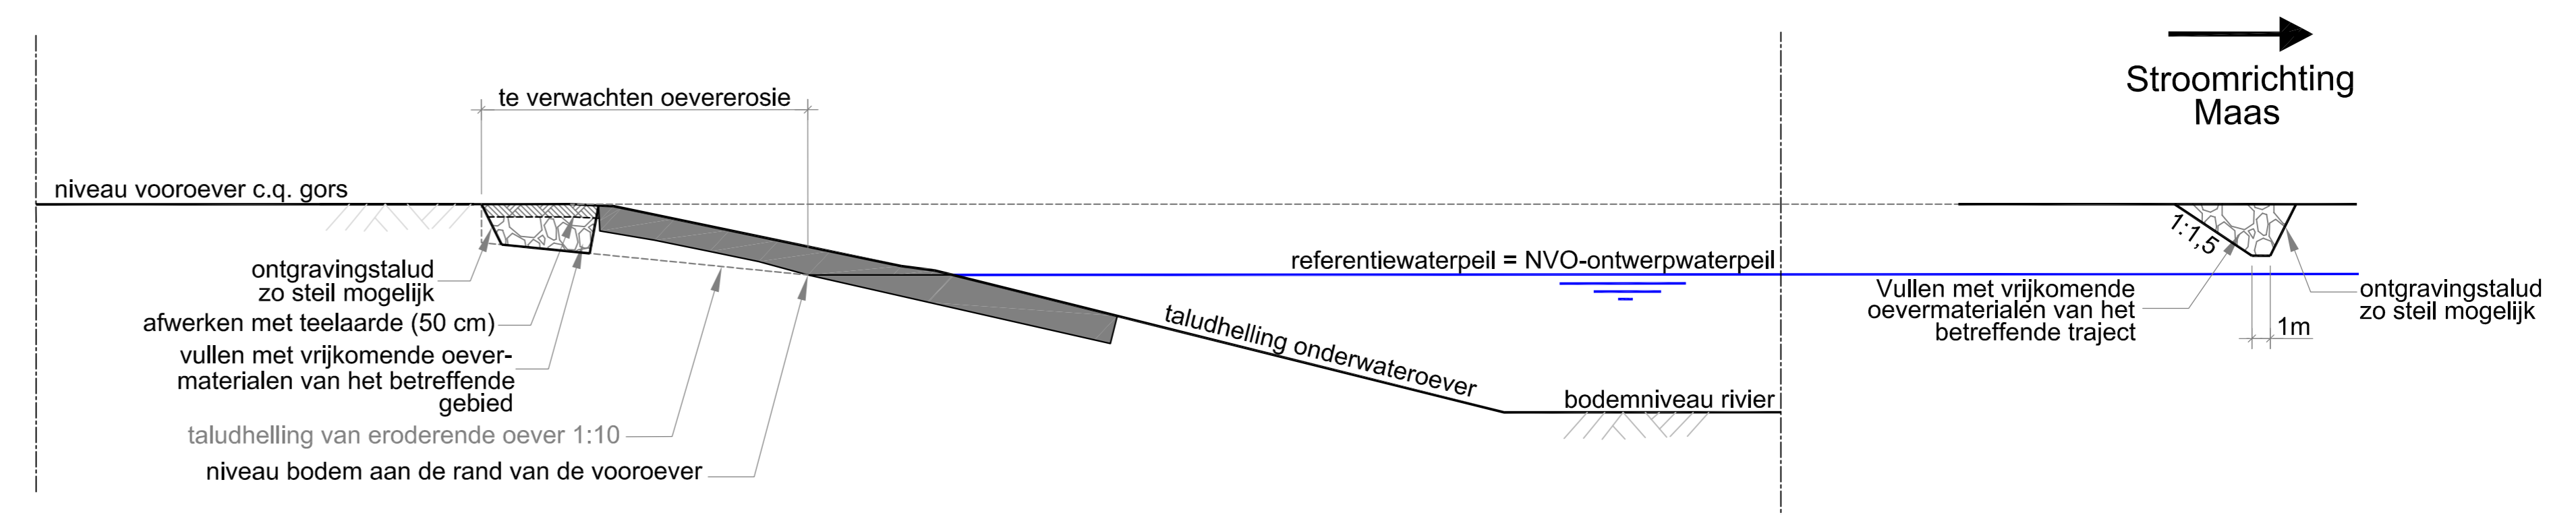 Stroomrichting
Maas
te verwachten oevererosie
niveau vooroever c.q. gors
ontgravingstalud
zo steil mogelijk
afwerken met teelaarde (50 cm)
vullen met vrijkomende oever-
materialen van het betreffende
gebied
taludhelling van eroderende oever 1:10
niveau bodem aan de rand van de vooroever
referentiewaterpeil = NVO-ontwerpwaterpeil
taludhelling onderwateroever
bodemniveau rivier
1:1,5
Vullen met vrijkomende
oevermaterialen van het
betreffende traject
1m
ontgravingstalud
zo steil mogelijk